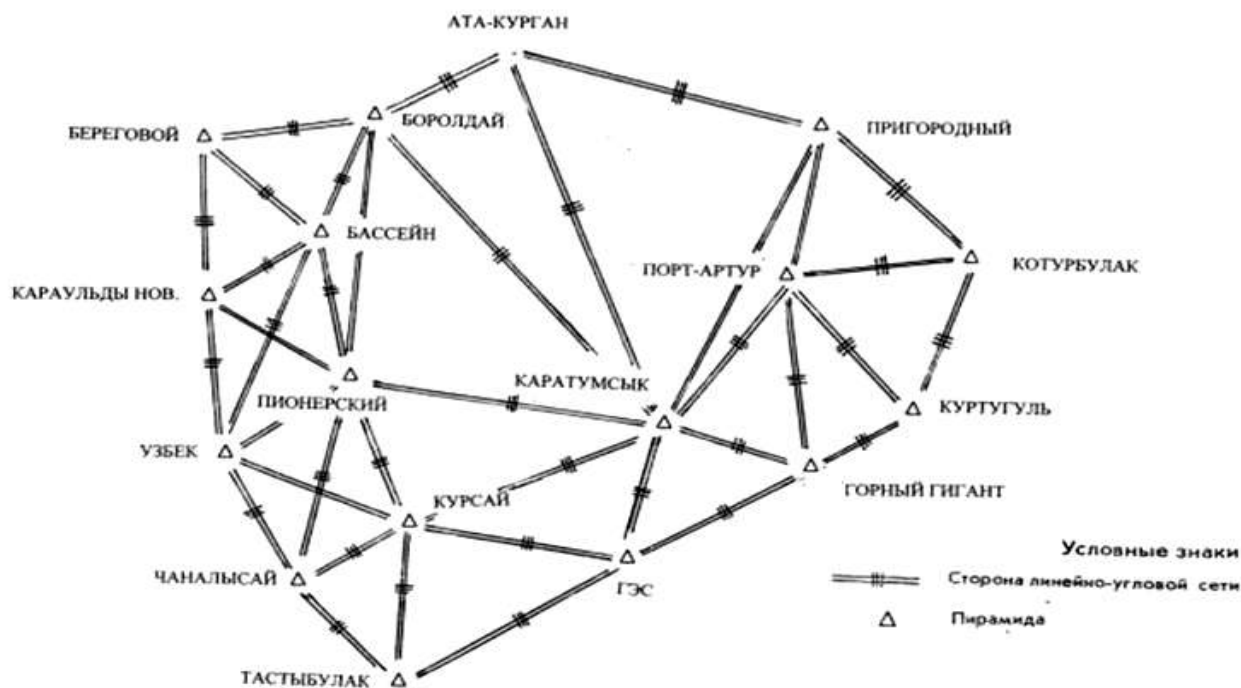 АТА-КУРГАН
БЕРЕГОВОЙ
БОРОЛДАЙ
ПРИГОРОДНЫЙ
БАССЕЙН
ПОРТ-АРТУР
КОТУРБУЛАК
КАРАУЛЬДЫ НОВ.
КАРАТУМСЫК
ПИОНЕРСКИЙ
КУРТУГУЛЬ
УЗБЕК
КУРСАЙ
ГОРНЫЙ ГИГАНТ
Условные знаки
ЧАНАЛЫСАЙ
ГЭС
Сторона линейно-угловой сети
Пирамида
ТАСТЫБУЛАК